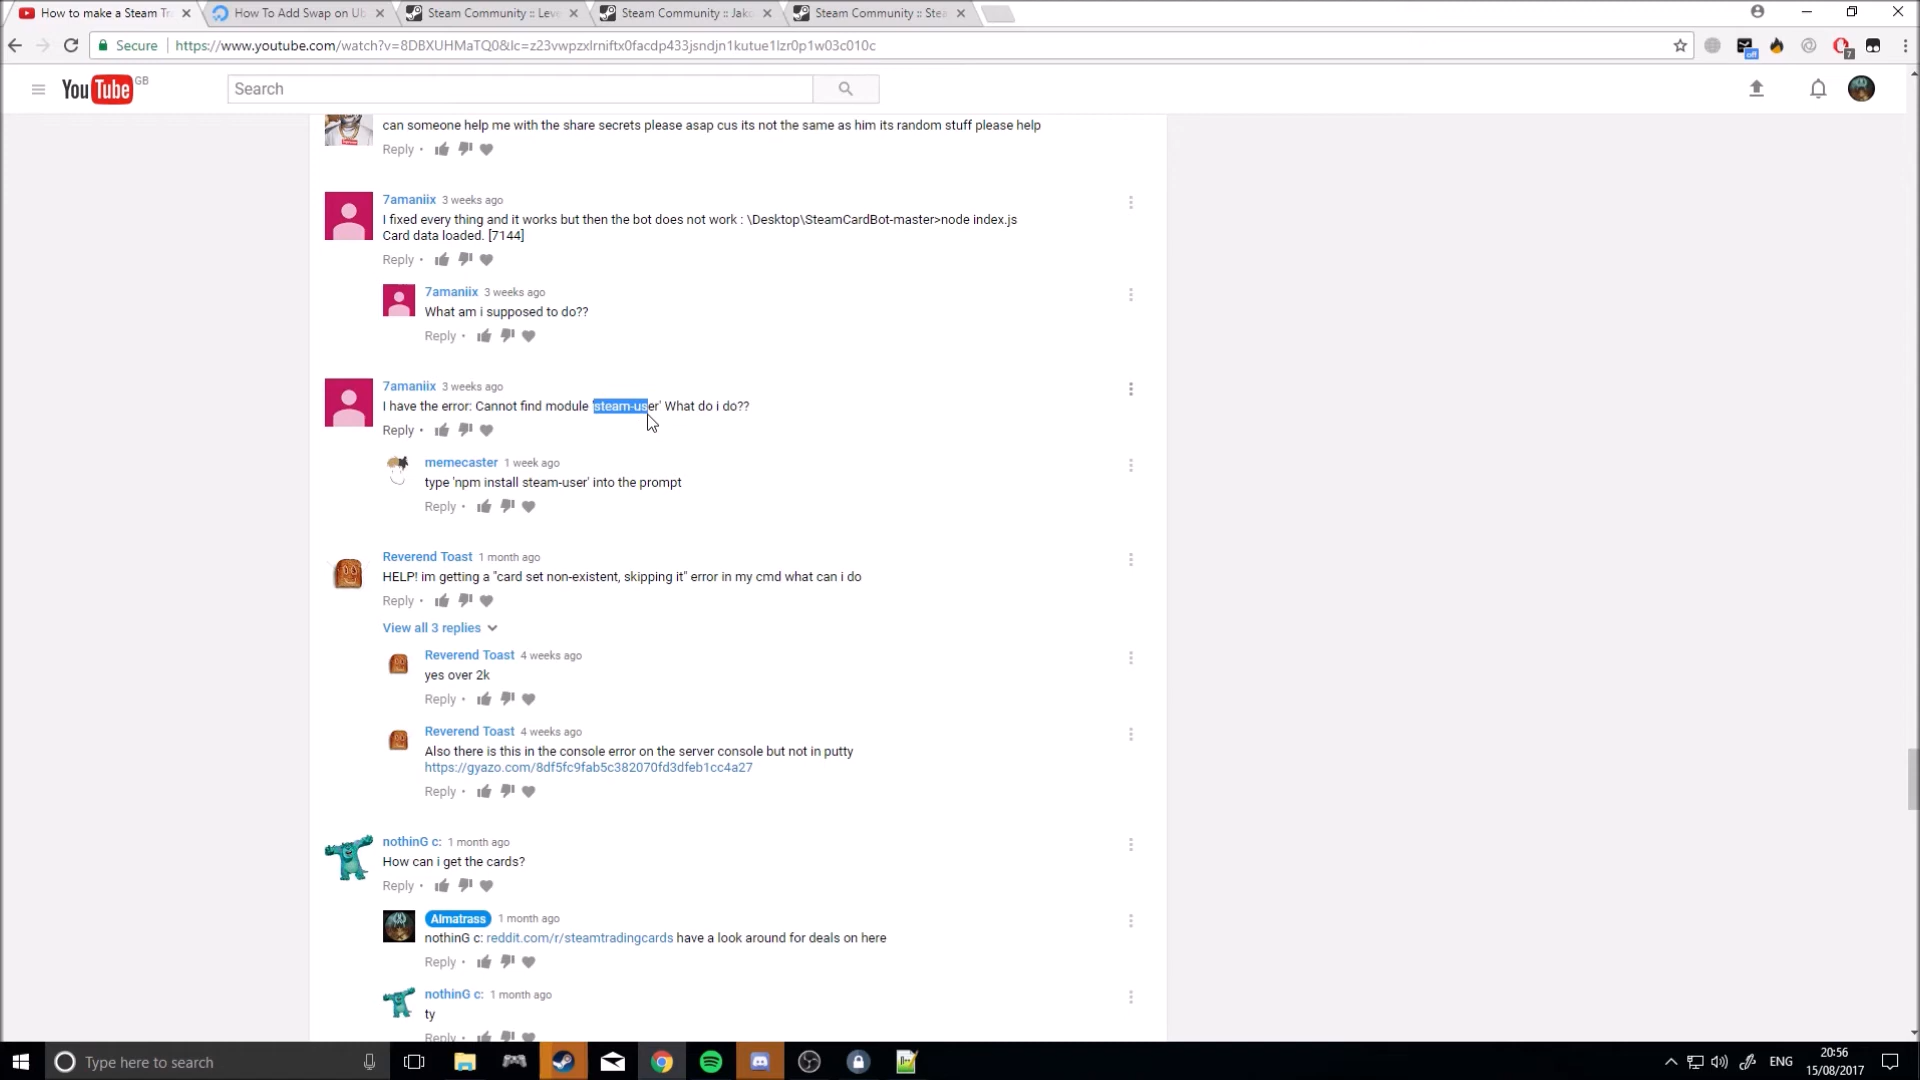 How to make a Steam Tr
How To Add Swap on Ub
Steam Community :: Leve
Steam Community :: Jako
Steam Community :: Stea
Secure
https://www.youtube.com/watch?v=8DBXUHMaTQ0&lc=z23vwpzxlrniftx0facdp433jsndjn1kutue1lzr0p1w03c010c
off
7
YouTube GB
Search
can someone help me with the share secrets please asap cus its not the same as him its random stuff please help
Reply •
7amaniix 3 weeks ago
I fixed every thing and it works but then the bot does not work : \Desktop\SteamCardBot-master>node index.js
Card data loaded. [7144]
Reply •
7amaniix 3 weeks ago
What am i supposed to do??
Reply •
7amaniix 3 weeks ago
I have the error: Cannot find module 'steam-user' What do i do??
Reply •
memecaster 1 week ago
type 'npm install steam-user' into the prompt
Reply •
Reverend Toast 1 month ago
HELP! im getting a "card set non-existent, skipping it" error in my cmd what can i do
Reply •
View all 3 replies
Reverend Toast 4 weeks ago
yes over 2k
Reply •
Reverend Toast 4 weeks ago
Also there is this in the console error on the server console but not in putty
https://gyazo.com/8df5fc9fab5c382070fd3dfeb1cc4a27
Reply •
nothinG c: 1 month ago
How can i get the cards?
Reply •
Almatrass 1 month ago
nothinG c: reddit.com/r/steamtradingcards have a look around for deals on here
Reply •
nothinG c: 1 month ago
ty
Reply •
Type here to search
ENG
20:56
15/08/2017